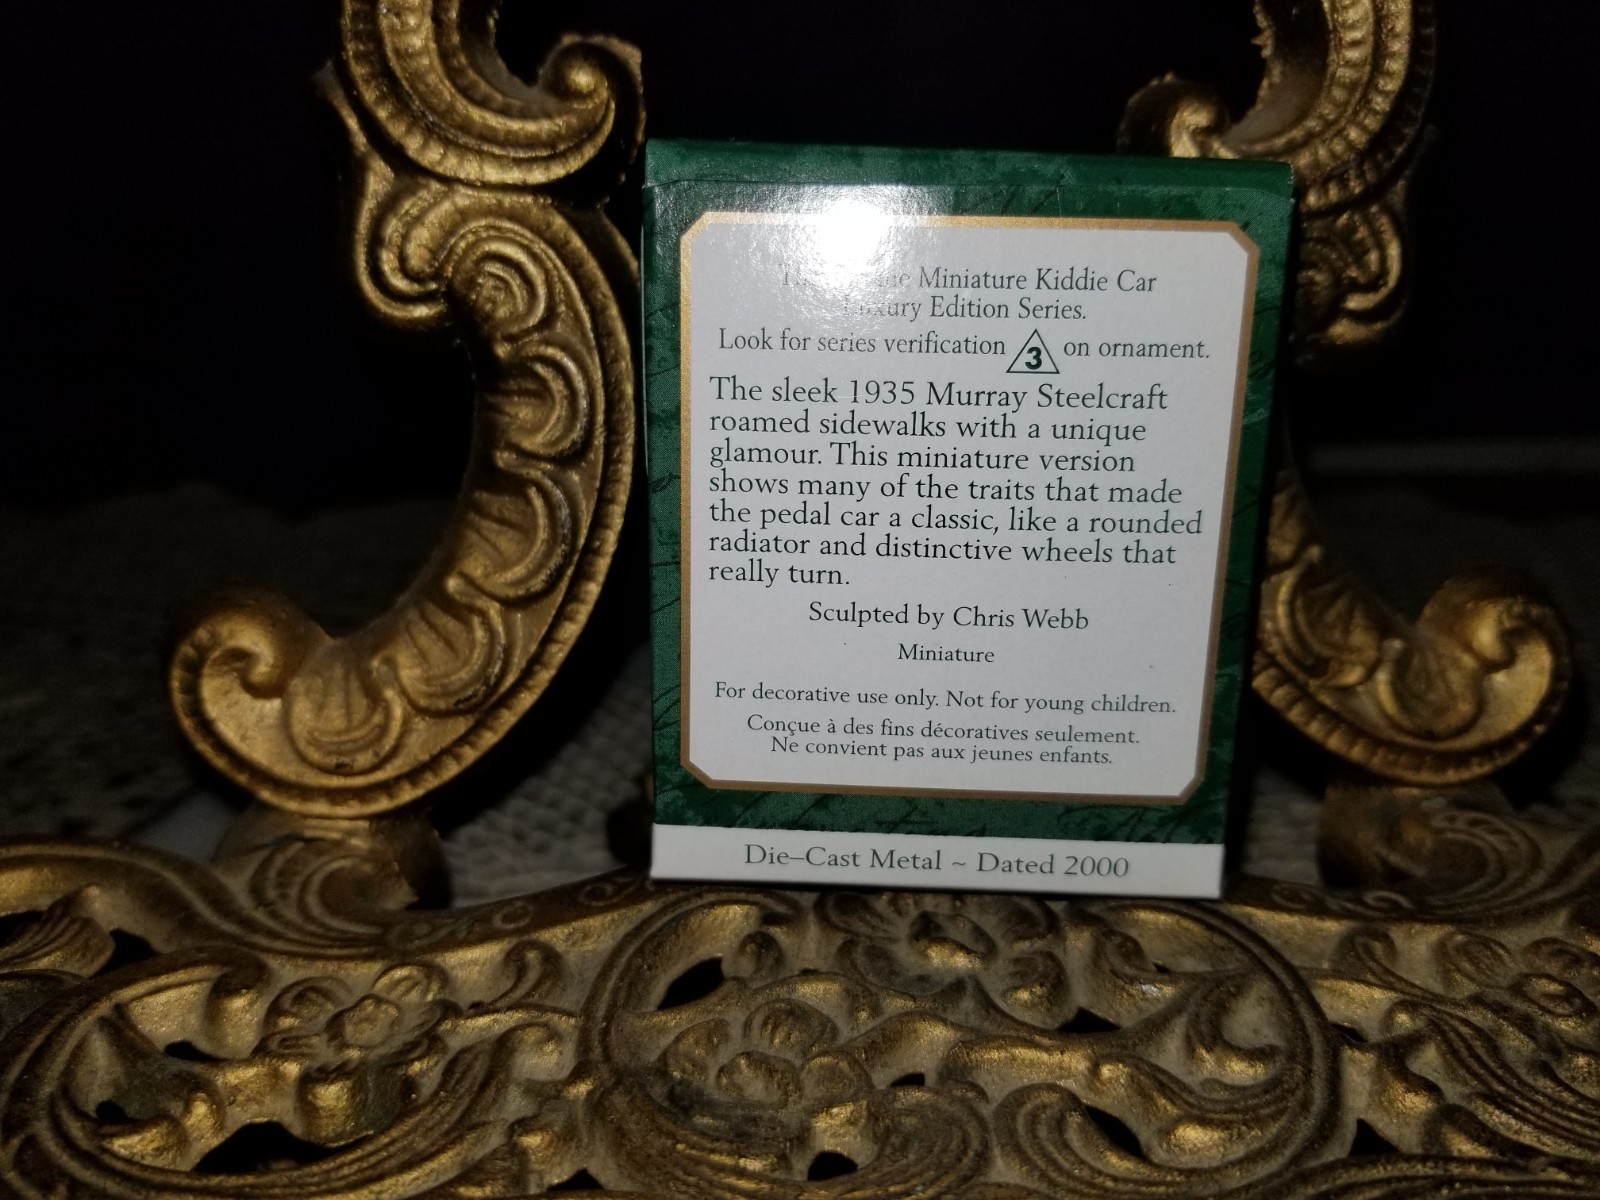 The Miniature Kiddie Car
Luxury Edition Series.
Look for series verification 3 on ornament.
The sleek 1935 Murray Steelcraft
roamed sidewalks with a unique
glamour. This miniature version
shows many of the traits that made
the pedal car a classic, like a rounded
radiator and distinctive wheels that
really turn.
Sculpted by Chris Webb
Miniature
For decorative use only. Not for young children.
Conçue à des fins décoratives seulement.
Ne convient pas aux jeunes enfants.
Die–Cast Metal ~ Dated 2000